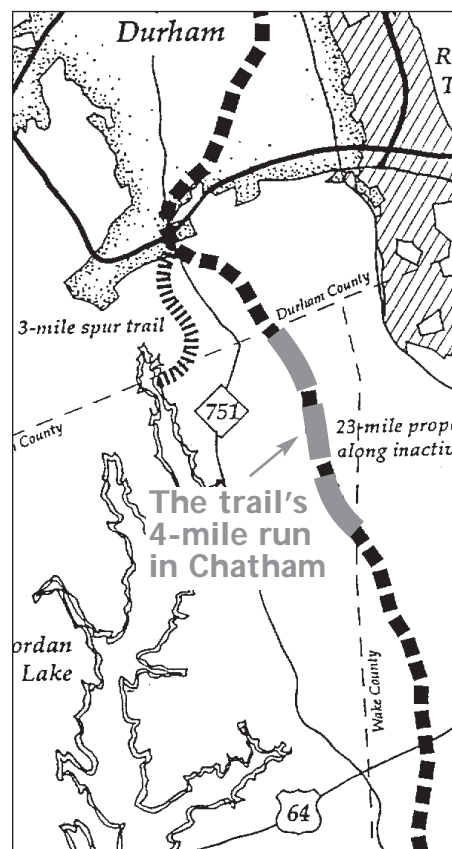 Durham
R
T
3-mile spur trail
Durham County
751
County
23-mile prop
along inactiv
The trail's
4-mile run
in Chatham
ordan
Lake
Wake County
64